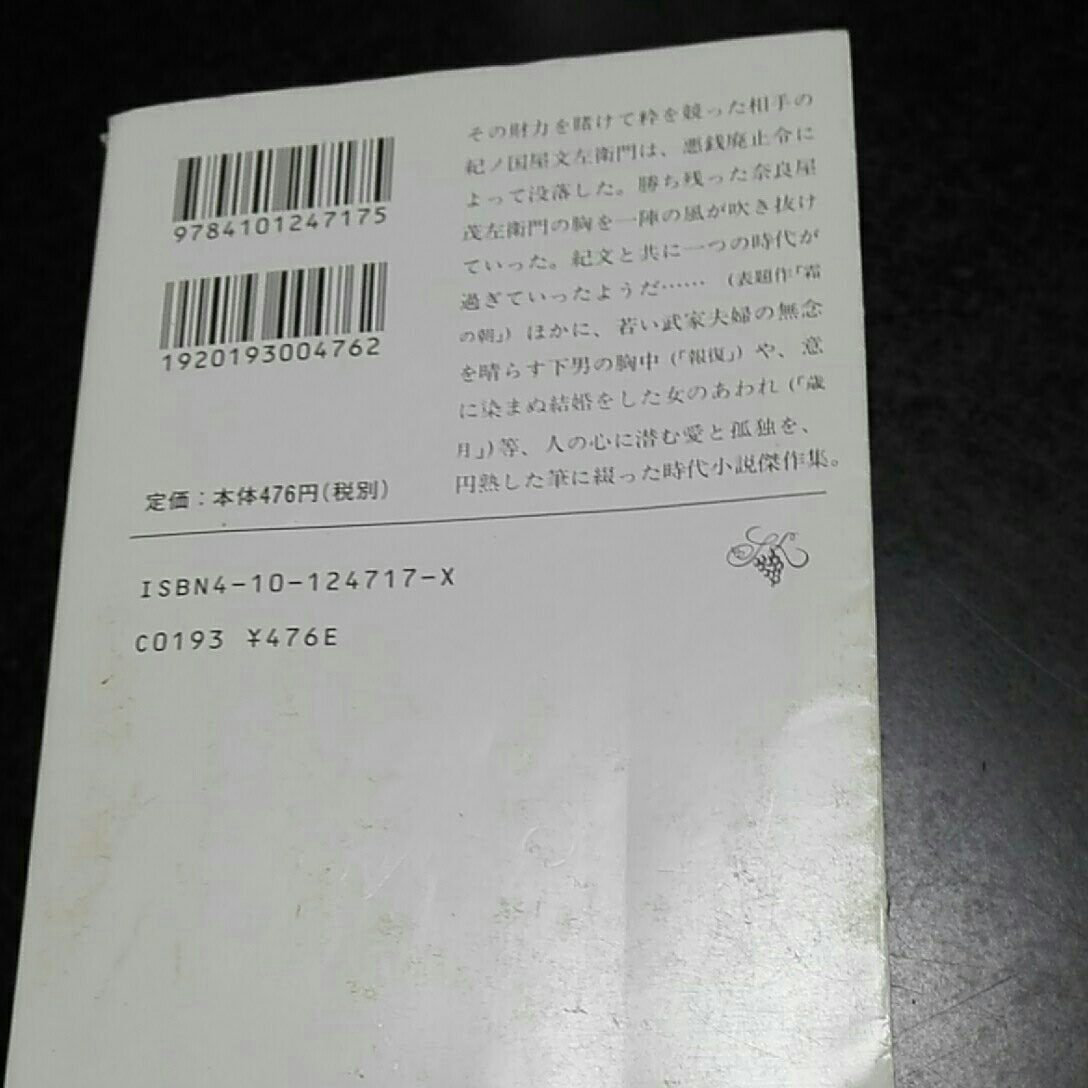 9784101247175
1920193004762
定価：本体476円（税別）
その財力を賭けて粋を競った相手の
紀ノ国屋文左衛門は、悪銭廃止令に
よって没落した。勝ち残った奈良屋
茂左衛門の胸を一陣の風が吹き抜け
ていった。紀文と共に一つの時代が
過ぎていったようだ……（表題作「霜
の朝」）ほかに、若い武家夫婦の無念
を晴らす下男の胸中（「報復」）や、意
に染まぬ結婚をした女のあわれ（「歳
月」）等、人の心に潜む愛と孤独を、
円熟した筆に綴った時代小説傑作集。
ISBN4-10-124717-X
C0193 ¥476E